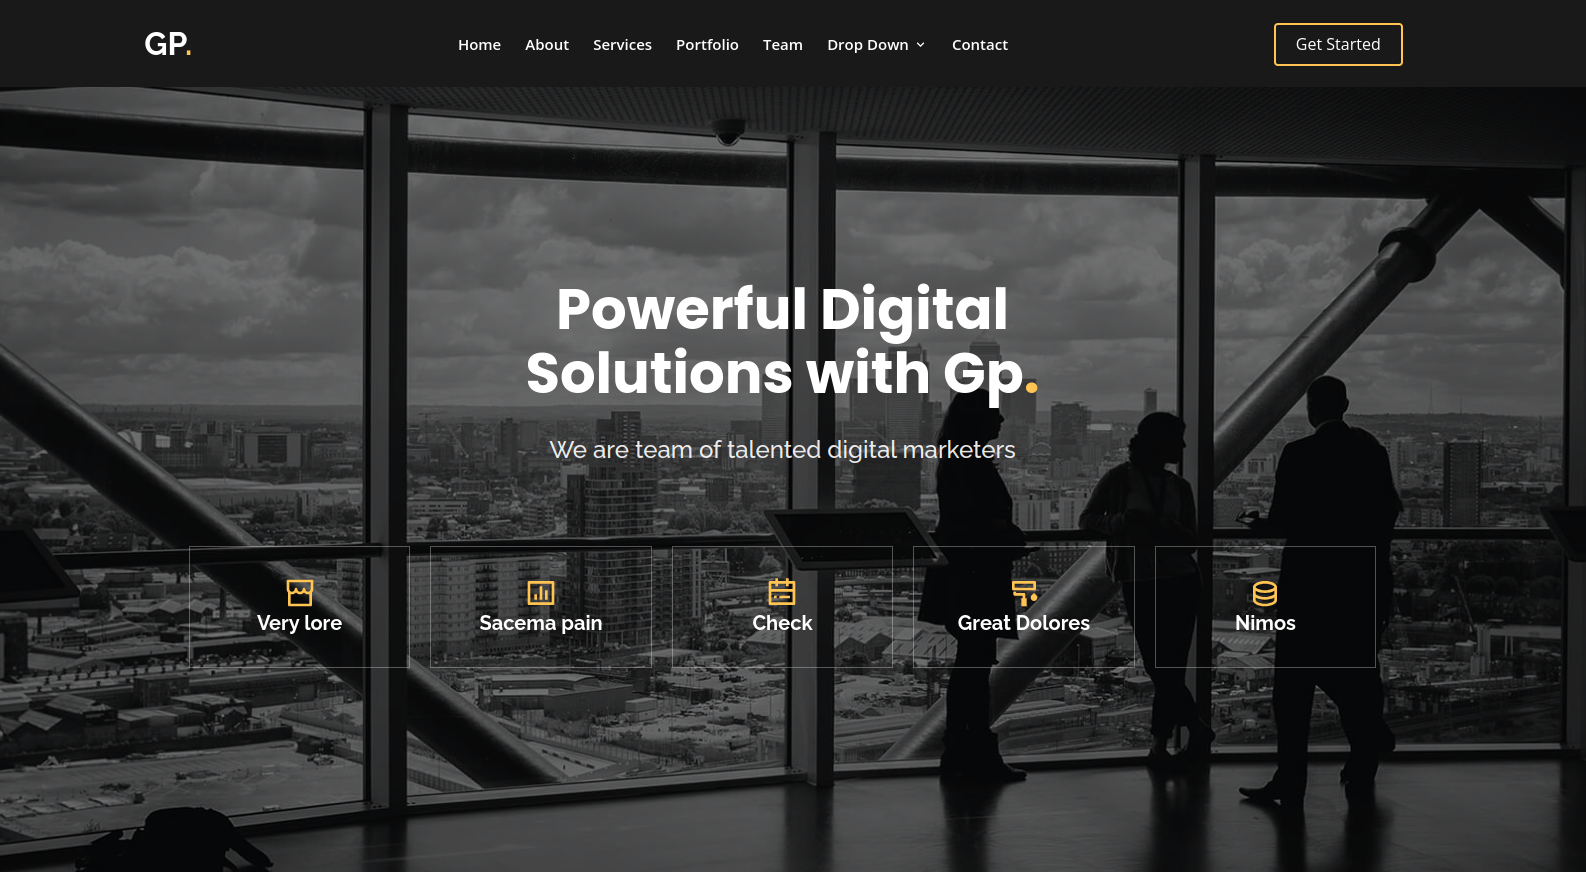 GP.
Home About Services Portfolio Team Drop Down Contact
Get Started
Powerful Digital
Solutions with Gp.
We are team of talented digital marketers
Very lore
Sacema pain
Check
Great Dolores
Nimos